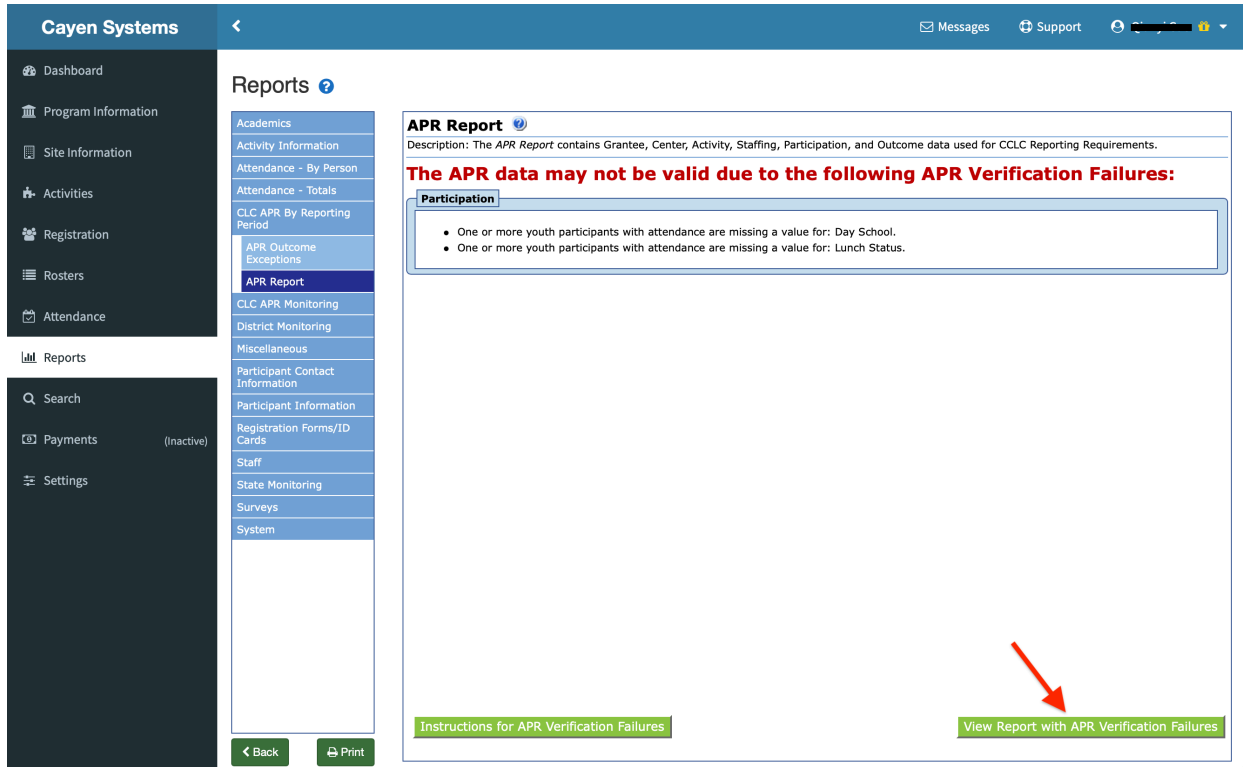 Cayen Systems
Messages
Support
Dashboard
Program Information
Site Information
Activities
Registration
Rosters
Attendance
Reports
Search
Payments (Inactive)
Settings
Reports
Academics
Activity Information
Attendance - By Person
Attendance - Totals
CLC APR By Reporting
Period
APR Outcome
Exceptions
APR Report
CLC APR Monitoring
District Monitoring
Miscellaneous
Participant Contact
Information
Participant Information
Registration Forms/ID
Cards
Staff
State Monitoring
Surveys
System
Back
Print
APR Report
Description: The APR Report contains Grantee, Center, Activity, Staffing, Participation, and Outcome data used for CCLC Reporting Requirements.
The APR data may not be valid due to the following APR Verification Failures:
Participation
One or more youth participants with attendance are missing a value for: Day School.
One or more youth participants with attendance are missing a value for: Lunch Status.
Instructions for APR Verification Failures
View Report with APR Verification Failures